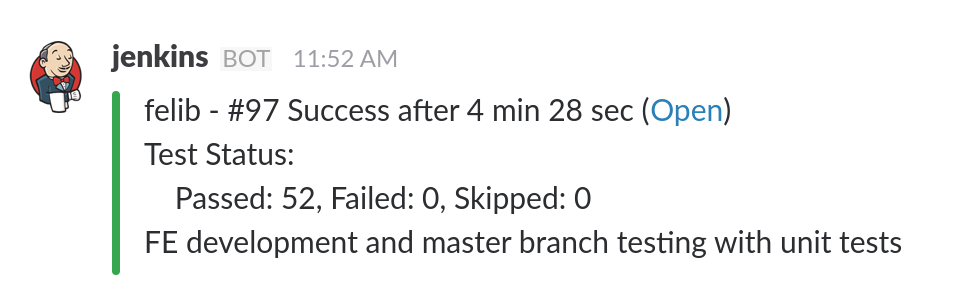 jenkins BOT 11:52 AM
felib - #97 Success after 4 min 28 sec (Open)
Test Status:
Passed: 52, Failed: 0, Skipped: 0
FE development and master branch testing with unit tests